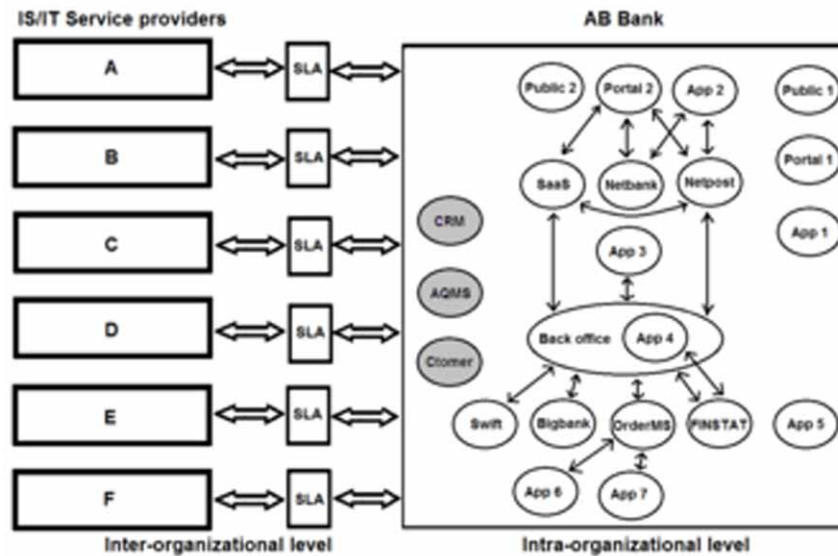 IS/IT Service providers
AB Bank
A
SLA
B
SLA
C
SLA
D
SLA
E
SLA
F
SLA
Public 2
Portal 2
App 2
Public 1
Portal 1
SaaS
Netbank
Netpost
CRM
App 1
App 3
AQMS
Back office
App 4
Ctomer
Swift
Bigbank
OrderMS
FINSTAT
App 5
App 6
App 7
Inter-organizational level
Intra-organizational level